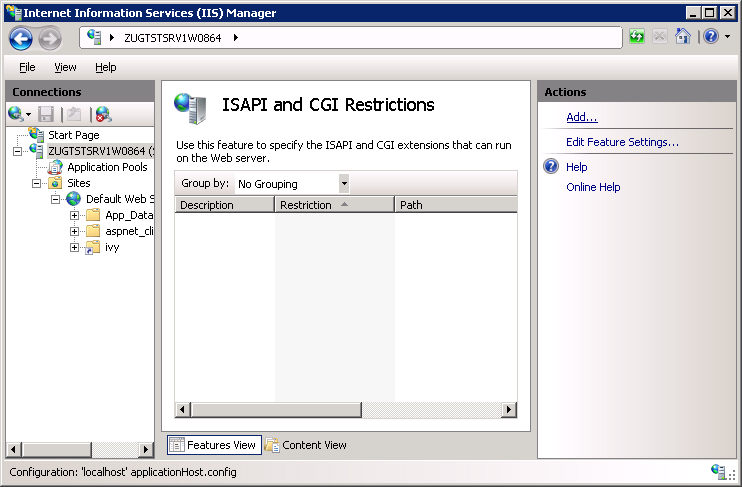 Internet Information Services (IIS) Manager
ZUGTSTSRV1W0864
File View Help
Connections
Start Page
ZUGTSTSRV1W0864 (
Application Pools
Sites
Default Web S
App_Data
aspnet_cli
ivy
ISAPI and CGI Restrictions
Use this feature to specify the ISAPI and CGI extensions that can run
on the Web server.
Group by: No Grouping
Description Restriction Path
Features View Content View
Actions
Add...
Edit Feature Settings...
Help
Online Help
Configuration: 'localhost' applicationHost.config